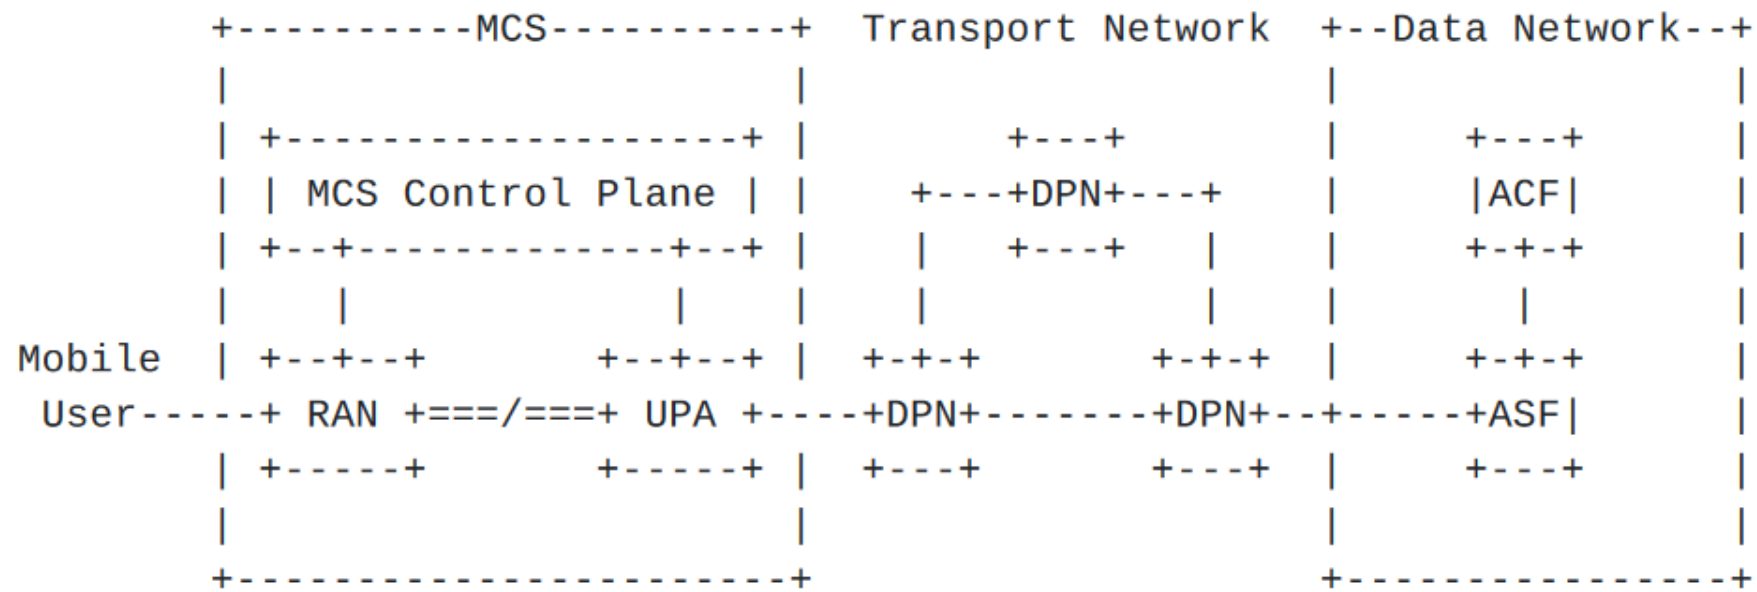 +----------MCS----------+  Transport Network  +--Data Network--+
|                       |                     |                |
| +-------------------+ |        +---+        |     +---+      |
| | MCS Control Plane | |    +---+DPN+---+    |     |ACF|      |
| +--+-------------+--+ |    |   +---+   |    |     +-+-+      |
|    |             |    |    |           |    |       |        |
Mobile  | +--+--+       +--+--+ |  +-+-+       +-+-+  |     +-+-+      |
User-----+ RAN +===/===+ UPA +----+DPN+-------+DPN+--+-----+ASF|      |
| +-----+       +-----+ |  +---+       +---+  |     +---+      |
|                       |                     |                |
+-----------------------+                     +----------------+